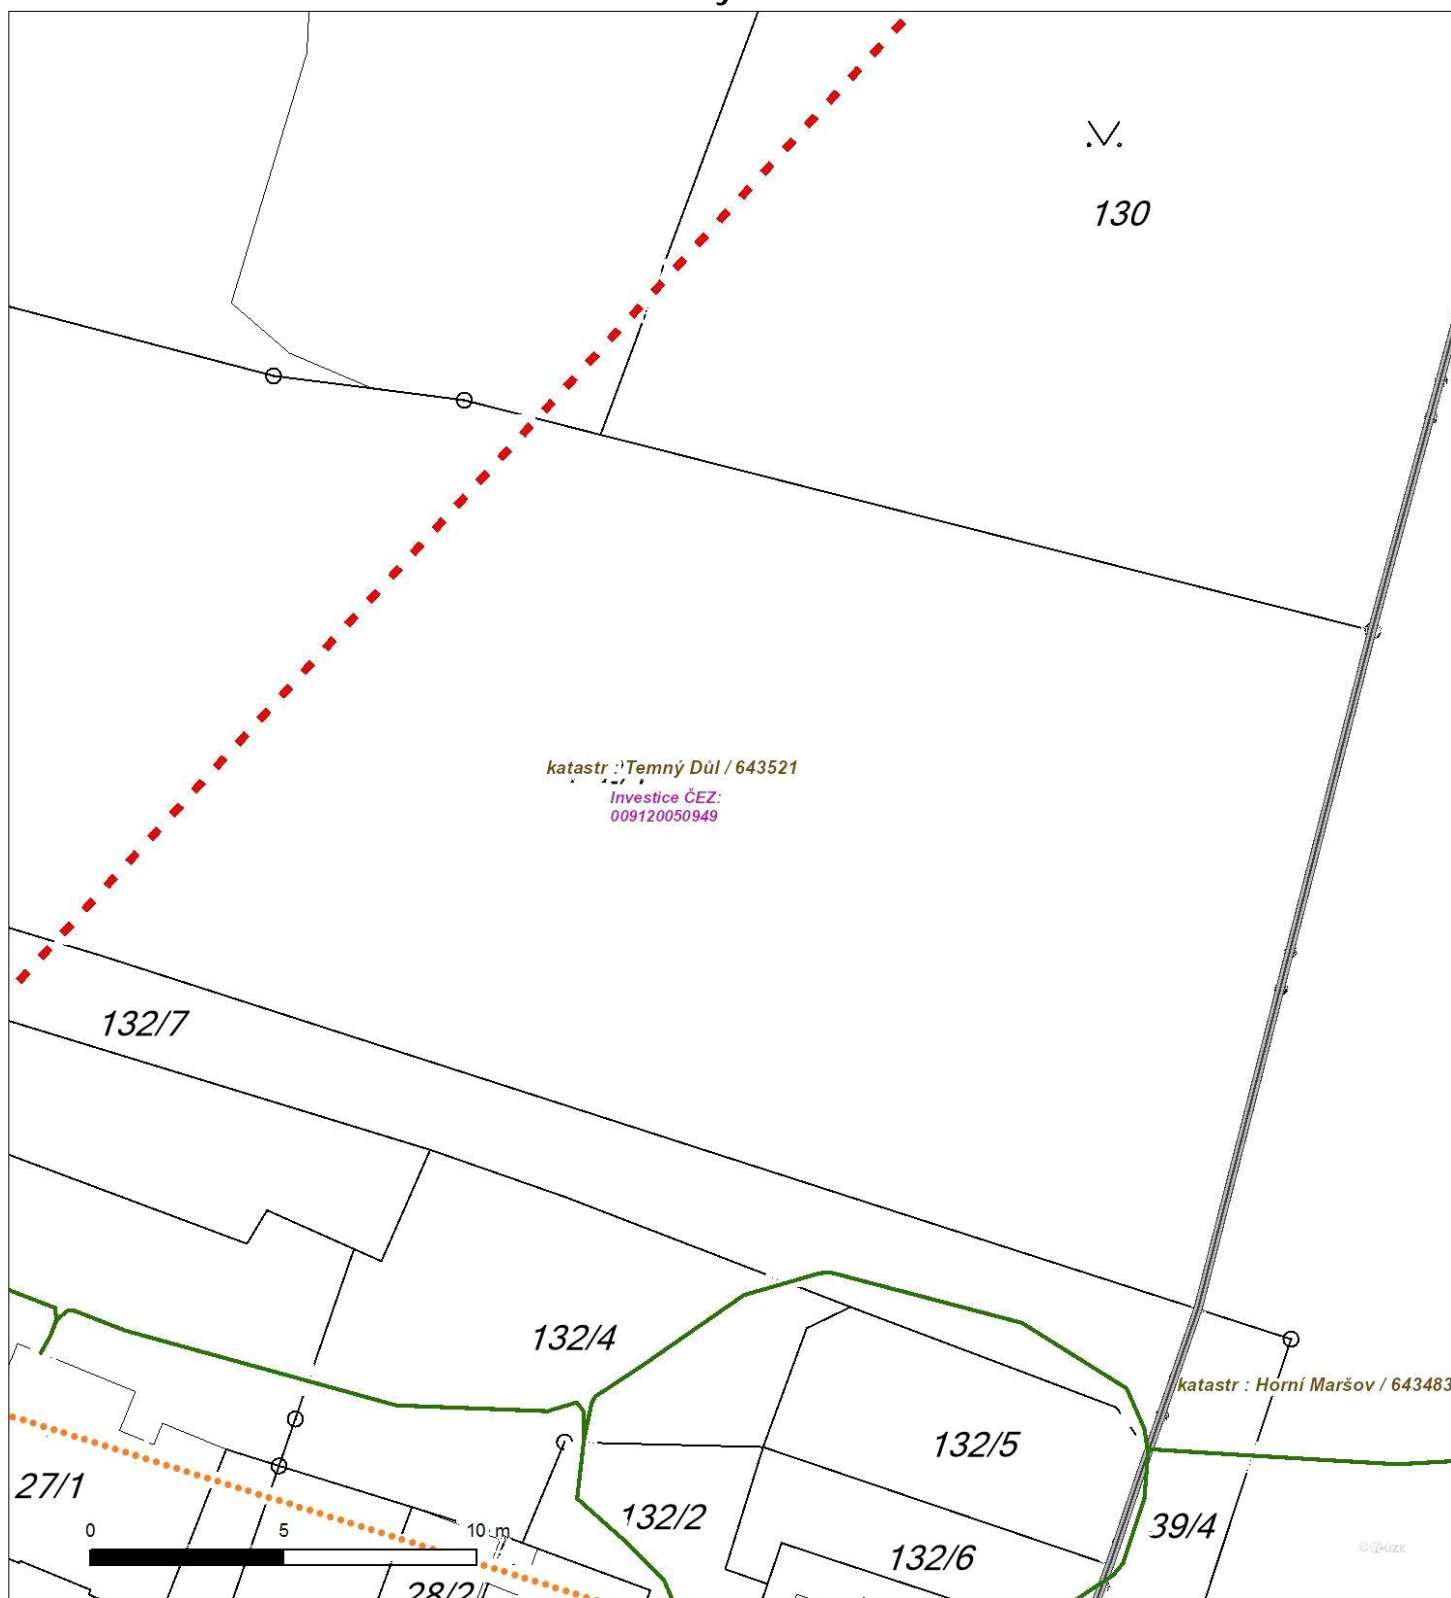 130
katastr : Temný Důl / 643521
Investice ČEZ:
009120050949
132/7
132/4
katastr : Horní Maršov / 643483
132/5
27/1
132/2
39/4
132/6
0 5 10 m
28/2